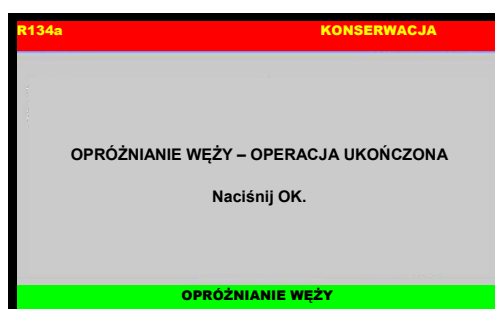 R134a KONSERWACJA
OPRÓŻNIANIE WĘŻY – OPERACJA UKOŃCZONA
Naciśnij OK.
OPRÓŻNIANIE WĘŻY